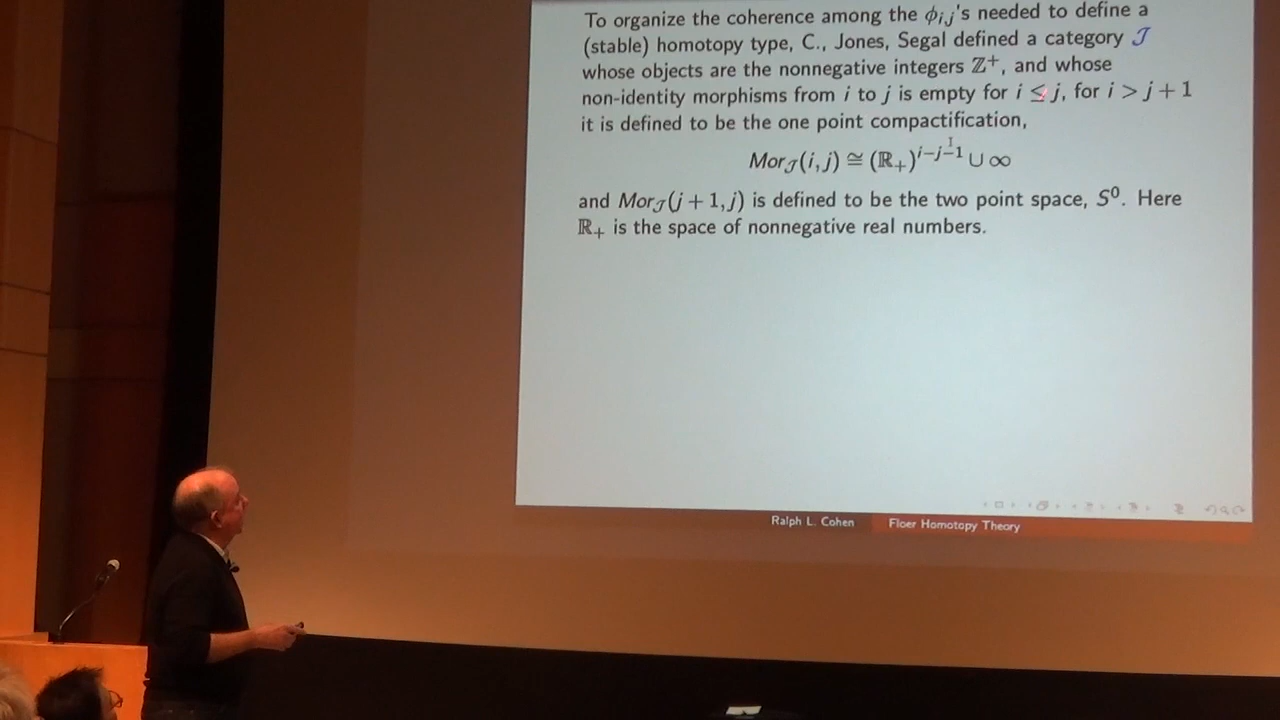 To organize the coherence among the ϕ_{i,j}'s needed to define a
(stable) homotopy type, C., Jones, Segal defined a category 𝒥
whose objects are the nonnegative integers ℤ⁺, and whose
non-identity morphisms from i to j is empty for i ≤ j, for i > j + 1
it is defined to be the one point compactification,
Mor_𝒥(i, j) ≅ (ℝ₊)^{i−j−1} ∪ ∞
and Mor_𝒥(j + 1, j) is defined to be the two point space, S⁰. Here
ℝ₊ is the space of nonnegative real numbers.
Ralph L. Cohen Floer Homotopy Theory